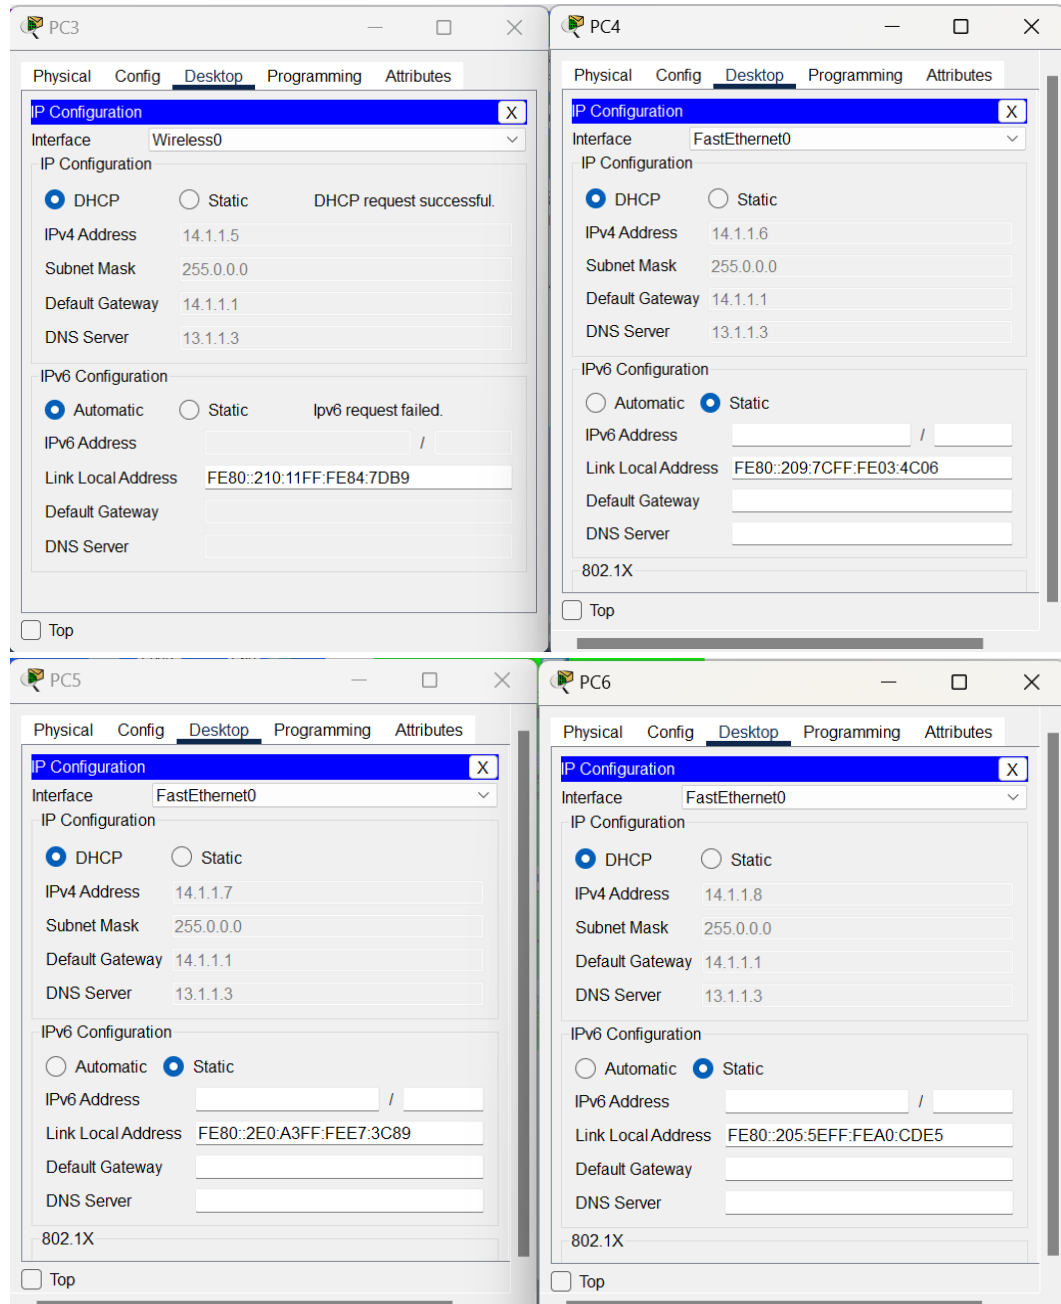 PC3
Physical Config Desktop Programming Attributes
IP Configuration X
Interface Wireless0
IP Configuration
DHCP Static DHCP request successful.
IPv4 Address 14.1.1.5
Subnet Mask 255.0.0.0
Default Gateway 14.1.1.1
DNS Server 13.1.1.3
IPv6 Configuration
Automatic Static Ipv6 request failed.
IPv6 Address /
Link Local Address FE80::210:11FF:FE84:7DB9
Default Gateway
DNS Server
Top
PC4
Physical Config Desktop Programming Attributes
IP Configuration X
Interface FastEthernet0
IP Configuration
DHCP Static
IPv4 Address 14.1.1.6
Subnet Mask 255.0.0.0
Default Gateway 14.1.1.1
DNS Server 13.1.1.3
IPv6 Configuration
Automatic Static
IPv6 Address /
Link Local Address FE80::209:7CFF:FE03:4C06
Default Gateway
DNS Server
802.1X
Top
PC5
Physical Config Desktop Programming Attributes
IP Configuration X
Interface FastEthernet0
IP Configuration
DHCP Static
IPv4 Address 14.1.1.7
Subnet Mask 255.0.0.0
Default Gateway 14.1.1.1
DNS Server 13.1.1.3
IPv6 Configuration
Automatic Static
IPv6 Address /
Link Local Address FE80::2E0:A3FF:FEE7:3C89
Default Gateway
DNS Server
802.1X
Top
PC6
Physical Config Desktop Programming Attributes
IP Configuration X
Interface FastEthernet0
IP Configuration
DHCP Static
IPv4 Address 14.1.1.8
Subnet Mask 255.0.0.0
Default Gateway 14.1.1.1
DNS Server 13.1.1.3
IPv6 Configuration
Automatic Static
IPv6 Address /
Link Local Address FE80::205:5EFF:FEA0:CDE5
Default Gateway
DNS Server
802.1X
Top